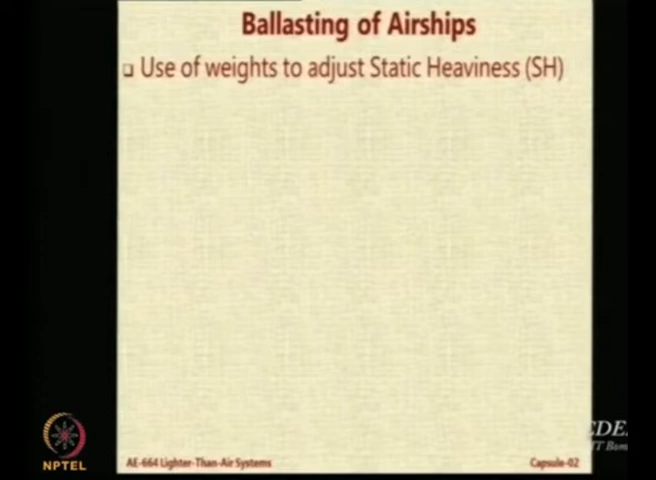 Ballasting of Airships
Use of weights to adjust Static Heaviness (SH)
NPTEL
AE-664 Lighter-Than-Air Systems
Capsule-02